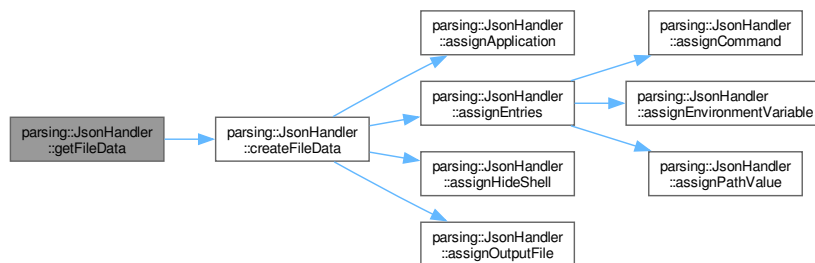 parsing::JsonHandler
::getFileData
parsing::JsonHandler
::createFileData
parsing::JsonHandler
::assignApplication
parsing::JsonHandler
::assignEntries
parsing::JsonHandler
::assignHideShell
parsing::JsonHandler
::assignOutputFile
parsing::JsonHandler
::assignCommand
parsing::JsonHandler
::assignEnvironmentVariable
parsing::JsonHandler
::assignPathValue